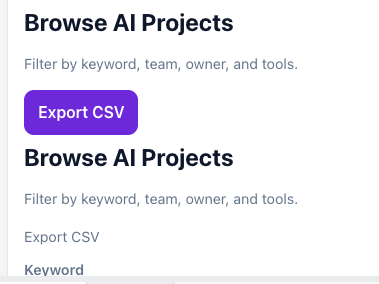 Browse AI Projects
Filter by keyword, team, owner, and tools.
Export CSV
Browse AI Projects
Filter by keyword, team, owner, and tools.
Export CSV
Keyword